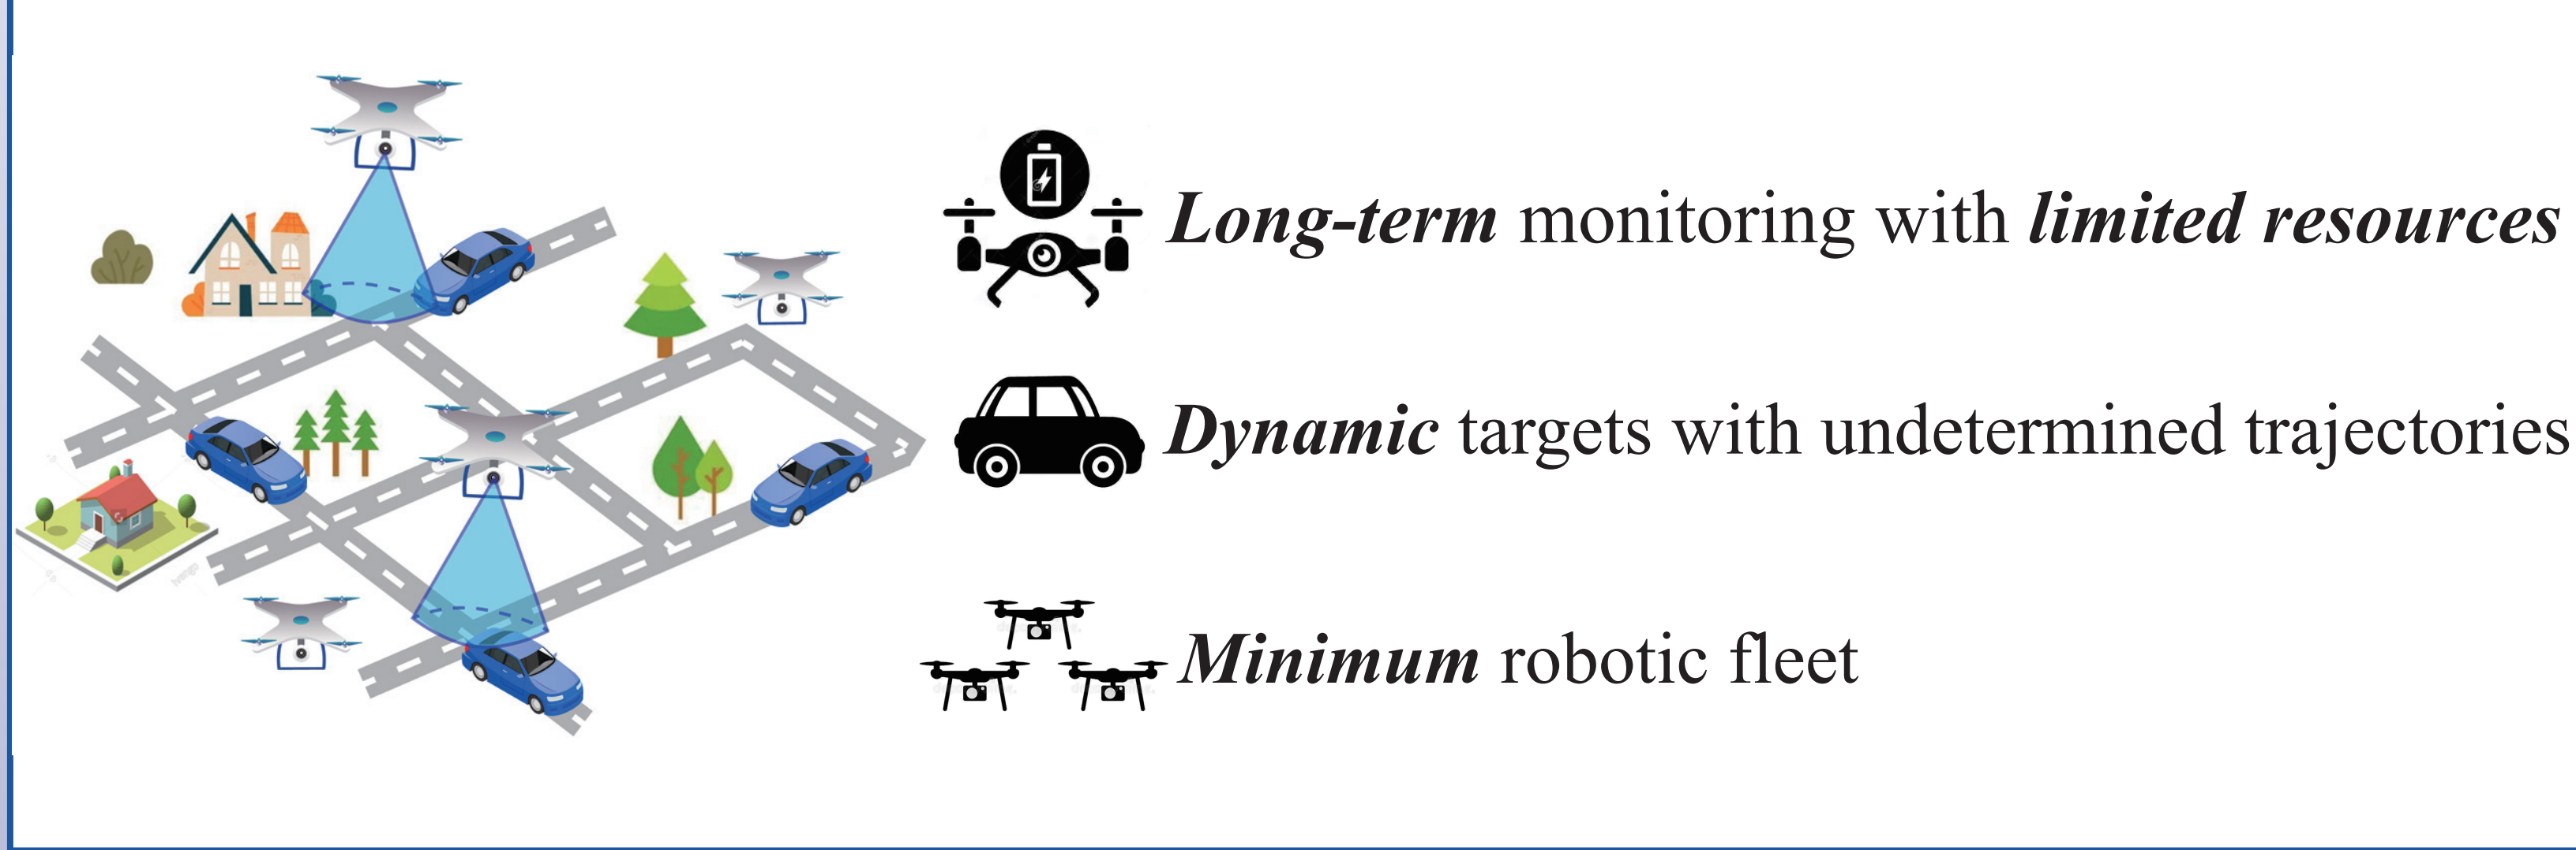 Long-term monitoring with limited resources
Dynamic targets with undetermined trajectories
Minimum robotic fleet